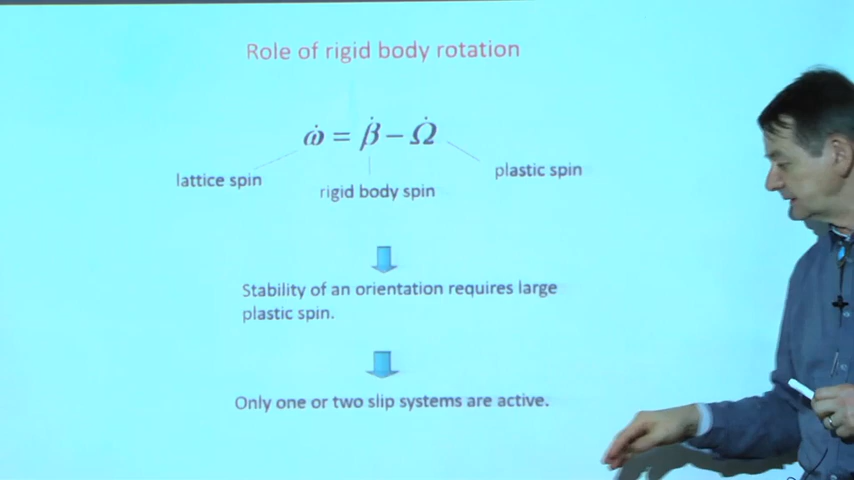 Role of rigid body rotation
ω̇ = β̇ − Ω̇
lattice spin
rigid body spin
plastic spin
Stability of an orientation requires large
plastic spin.
Only one or two slip systems are active.